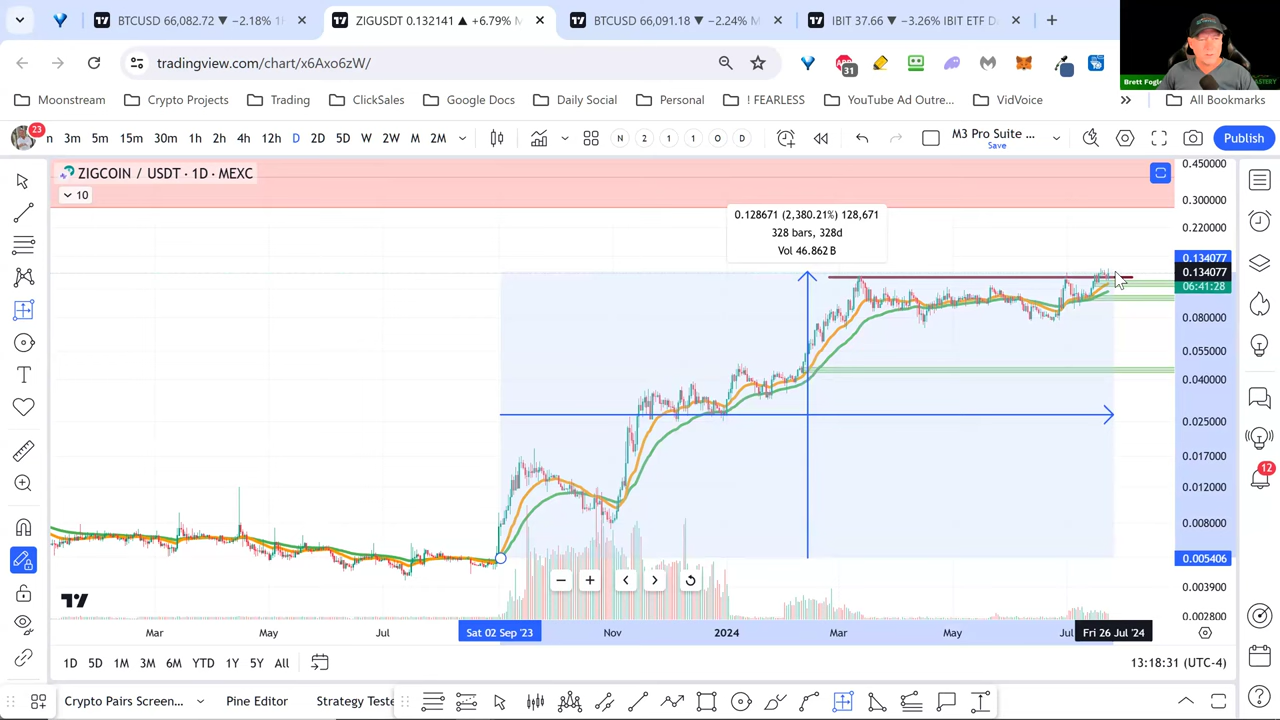 BTCUSD 66,082.72 ▼ −2.18% 1
ZIGUSDT 0.132141 ▲ +6.79% M
BTCUSD 66,091.18 ▼ −2.24% M
IBIT 37.66 ▼ −3.26% IBIT ETF D
tradingview.com/chart/x6Axo6zW/
31
Brett Fogle
Moonstream
Crypto Projects
Trading
ClickSales
Google Docs
Daily Social
Personal
! FEARLESS
YouTube Ad Outre...
VidVoice
All Bookmarks
23
3m 5m 15m 30m 1h 2h 4h 12h D 2D 5D W 2W M 2M
N 2 1 1 O D
M3 Pro Suite ...
Save
Publish
ZIGCOIN / USDT · 1D · MEXC
10
0.128671 (2,380.21%) 128,671
328 bars, 328d
Vol 46.862 B
0.450000
0.300000
0.220000
0.134077
0.134077
06:41:28
0.080000
0.055000
0.040000
0.025000
0.017000
0.012000
0.008000
0.005406
0.003900
0.002800
12
Mar
May
Jul
Sat 02 Sep '23
Nov
2024
Mar
May
Jul
Fri 26 Jul '24
1D 5D 1M 3M 6M YTD 1Y 5Y All
13:18:31 (UTC-4)
Crypto Pairs Screen...
Pine Editor
Strategy Teste